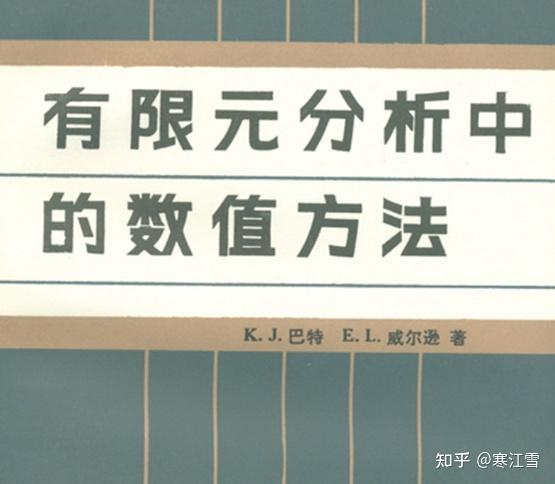 有限元分析中
的数值方法
K. J. 巴特 E. L. 威尔逊 著
知乎 @寒江雪